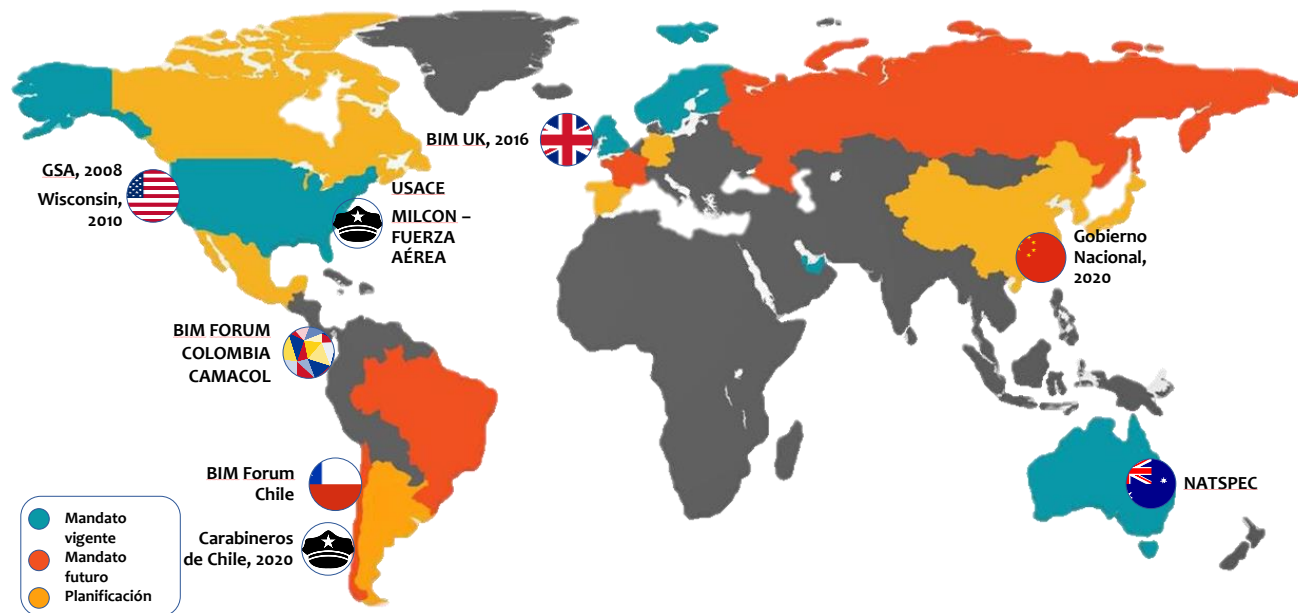 BIM UK, 2016
GSA, 2008
Wisconsin,
2010
USACE
MILCON –
FUERZA
AÉREA
Gobierno
Nacional,
2020
BIM FORUM
COLOMBIA
CAMACOL
BIM Forum
Chile
NATSPEC
Carabineros
de Chile, 2020
Mandato
vigente
Mandato
futuro
Planificación